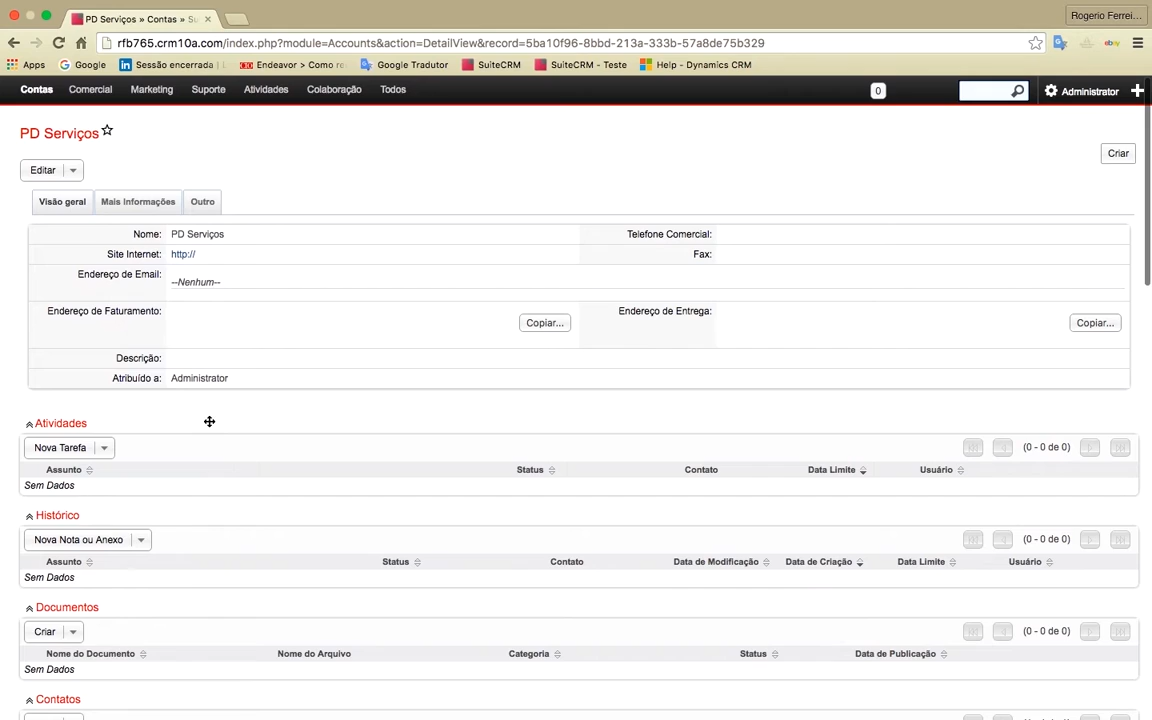 PD Serviços » Contas » Su
Rogerio Ferrei...
rfb765.crm10a.com/index.php?module=Accounts&action=DetailView&record=5ba10f96-8bbd-213a-333b-57a8de75b329
Apps Google Sessão encerrada | Endevor > Como Google Tradutor SuiteCRM SuiteCRM - Teste Help - Dynamics CRM ebay
Contas Comercial Marketing Suporte Atividades Colaboração Todos 0 Administrator
PD Serviços
Criar
Editar
Visão geral Mais Informações Outro
Nome: PD Serviços Telefone Comercial:
Site Internet: http:// Fax:
Endereço de Email: --Nenhum--
Endereço de Faturamento: Copiar... Endereço de Entrega: Copiar...
Descrição:
Atribuído a: Administrator
Atividades
Nova Tarefa (0 - 0 de 0)
Assunto Status Contato Data Limite Usuário
Sem Dados
Histórico
Nova Nota ou Anexo (0 - 0 de 0)
Assunto Status Contato Data de Modificação Data de Criação Data Limite Usuário
Sem Dados
Documentos
Criar (0 - 0 de 0)
Nome do Documento Nome do Arquivo Categoria Status Data de Publicação
Sem Dados
Contatos